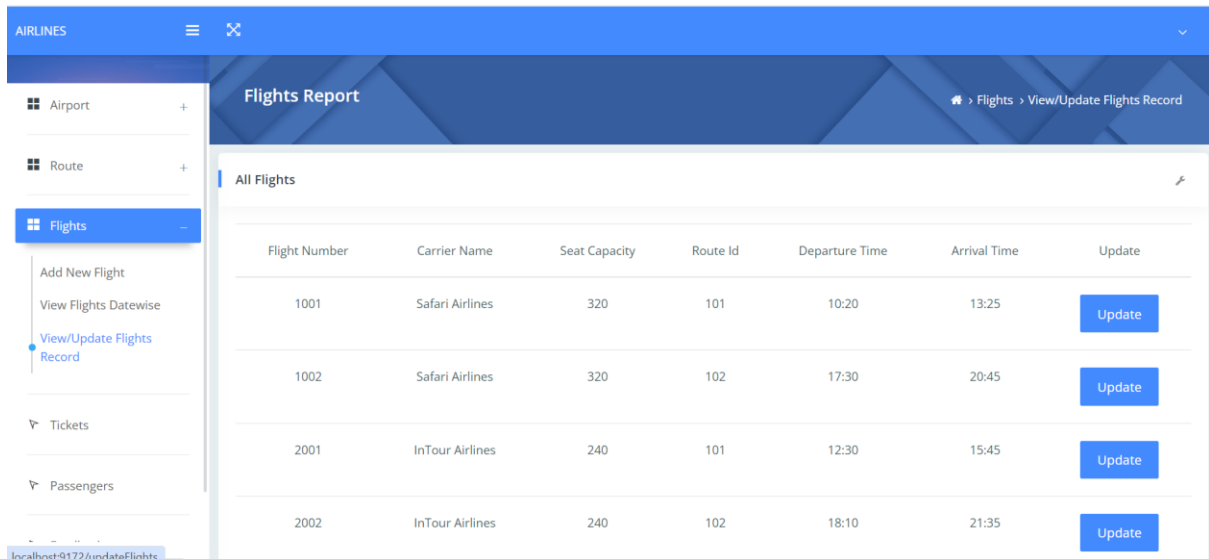 AIRLINES
Flights Report
> Flights > View/Update Flights Record
Airport +
Route +
Flights –
Add New Flight
View Flights Datewise
View/Update Flights
Record
Tickets
Passengers
localhost:9172/updateFlights
All Flights
Flight Number Carrier Name Seat Capacity Route Id Departure Time Arrival Time Update
1001 Safari Airlines 320 101 10:20 13:25 Update
1002 Safari Airlines 320 102 17:30 20:45 Update
2001 InTour Airlines 240 101 12:30 15:45 Update
2002 InTour Airlines 240 102 18:10 21:35 Update